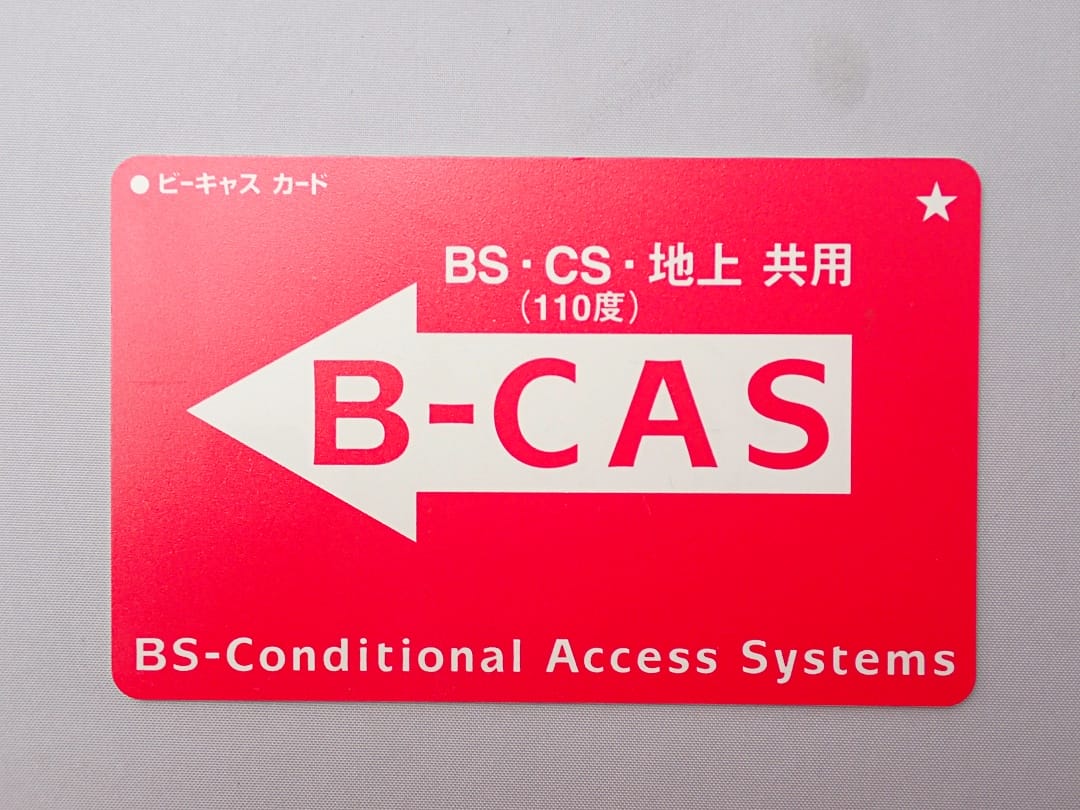 ●ビーキャス カード
★
BS・CS・地上 共用
（110度）
B-CAS
BS-Conditional Access Systems